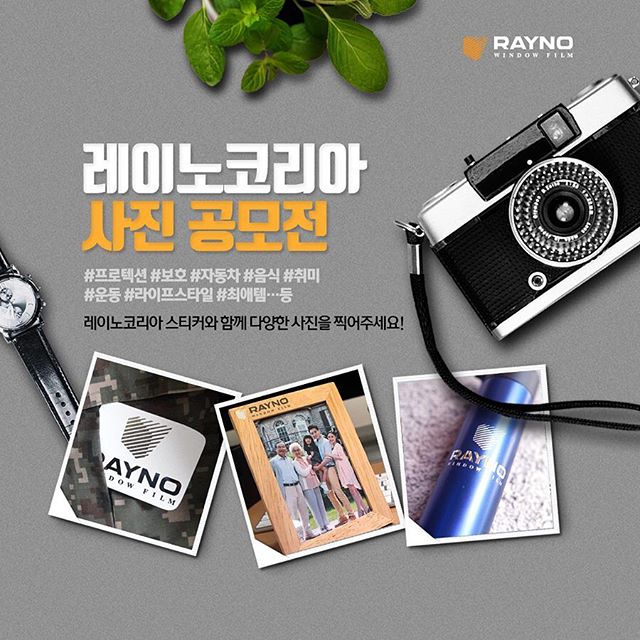 RAYNO
WINDOW FILM
레이노코리아
사진 공모전
#프로텍션 #보호 #자동차 #음식 #취미
#운동 #라이프스타일 #최애템…등
레이노코리아 스티커와 함께 다양한 사진을 찍어주세요!
RAYNO
WINDOW FILM
RAYNO
WINDOW FILM
RAYNO
WINDOW FILM